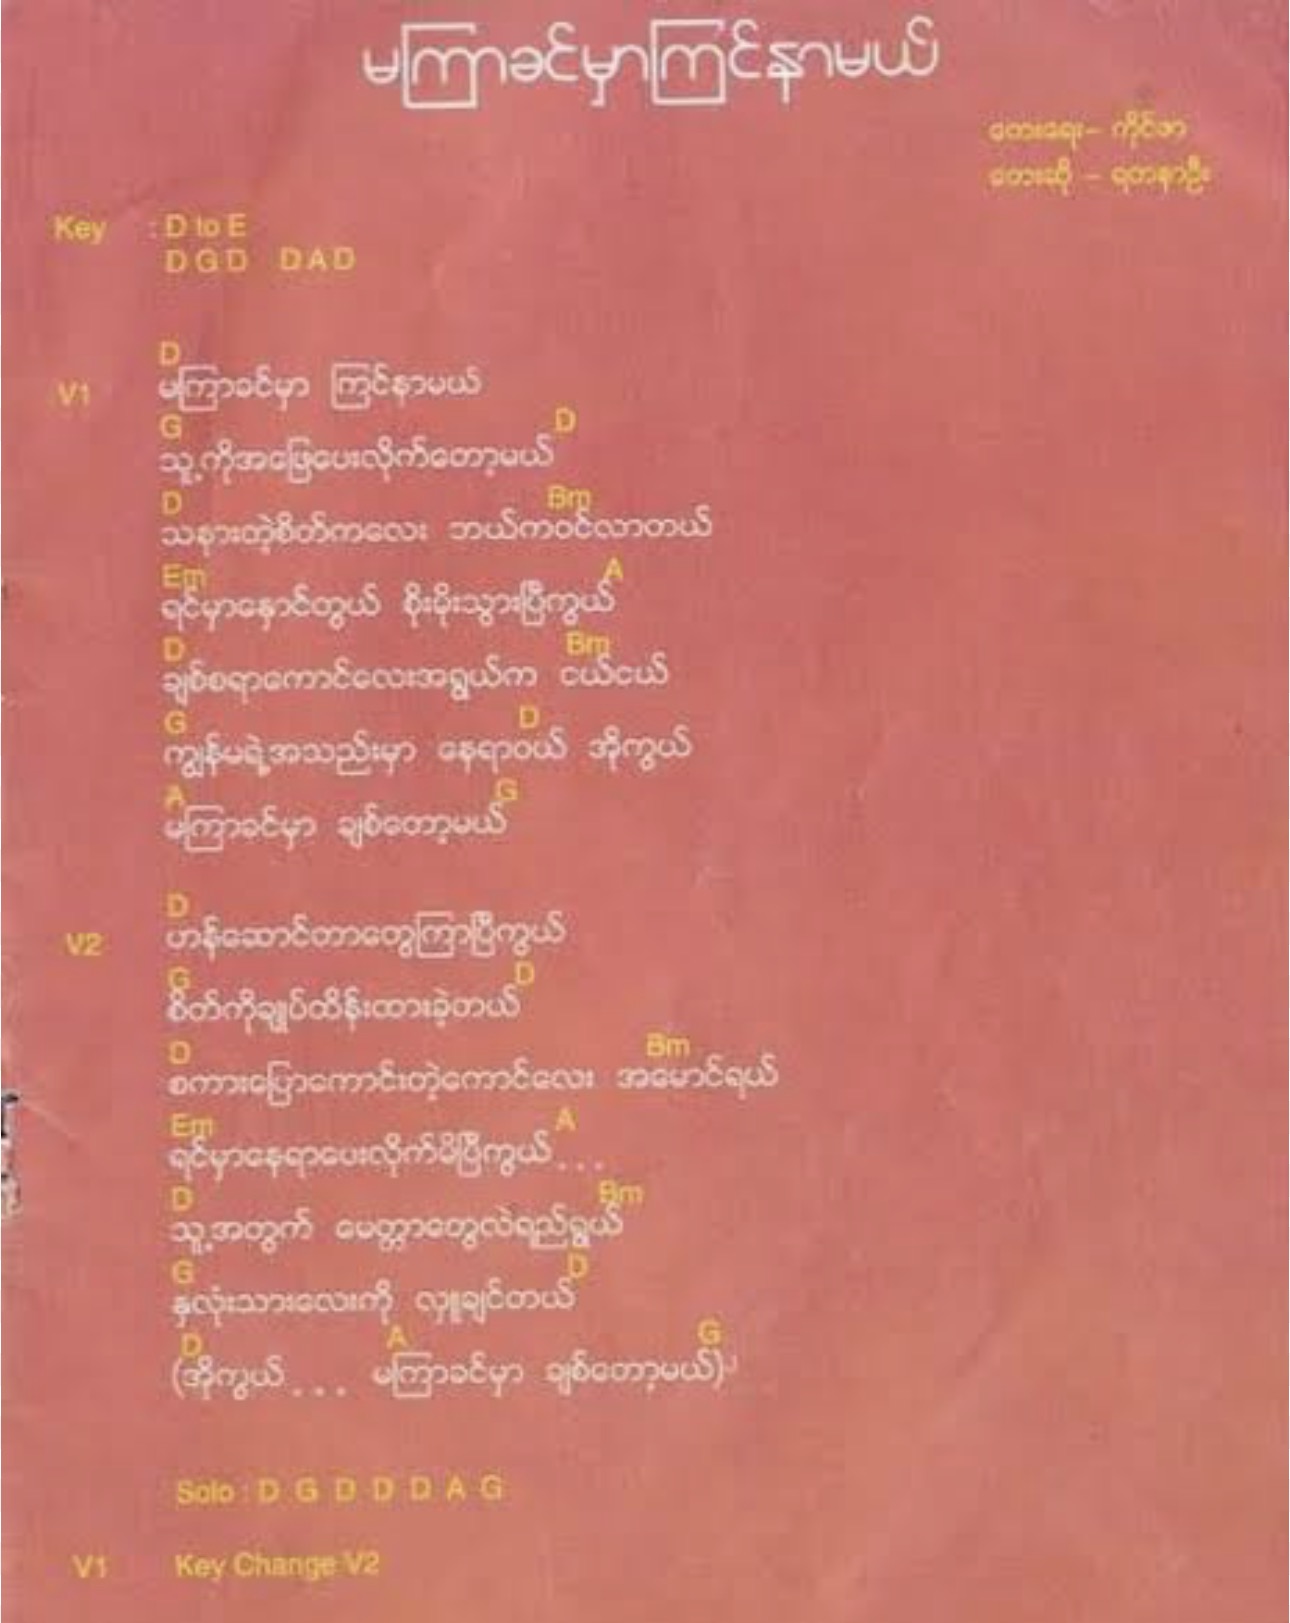 မကြာခင်မှာကြင်နာမယ်
တေးရေး- ကိုင်ဇာ
တေးဆို - ရတနာဦး
Key : D to E
D G D D A D
D
V1 မကြာခင်မှာ ကြင်နာမယ်
G D
သူ့ကိုအဖြေပေးလိုက်တော့မယ်
D Bm
သနားတဲ့စိတ်ကလေး ဘယ်ကဝင်လာတယ်
Em A
ရင်မှာနှောင်တွယ် စိုးမိုးသွားပြီကွယ်
D Bm
ချစ်စရာကောင်လေးအရွယ်က ငယ်ငယ်
G D
ကျွန်မရဲ့အသည်းမှာ နေရာဝယ် အိုကွယ်
A G
မကြာခင်မှာ ချစ်တော့မယ်
D
V2 ဟန်ဆောင်တာတွေကြာပြီကွယ်
G D
စိတ်ကိုချုပ်ထိန်းထားခဲ့တယ်
D Bm
စကားပြောကောင်းတဲ့ကောင်လေး အမောင်ရယ်
Em A
ရင်မှာနေရာပေးလိုက်မိပြီကွယ် . . .
D Bm
သူ့အတွက် မေတ္တာတွေလဲရည်ရွယ်
G D
နှလုံးသားလေးကို လှူချင်တယ်
D A G
(အိုကွယ် . . . မကြာခင်မှာ ချစ်တော့မယ်)
Solo : D G D D D A G
V1 Key Change V2